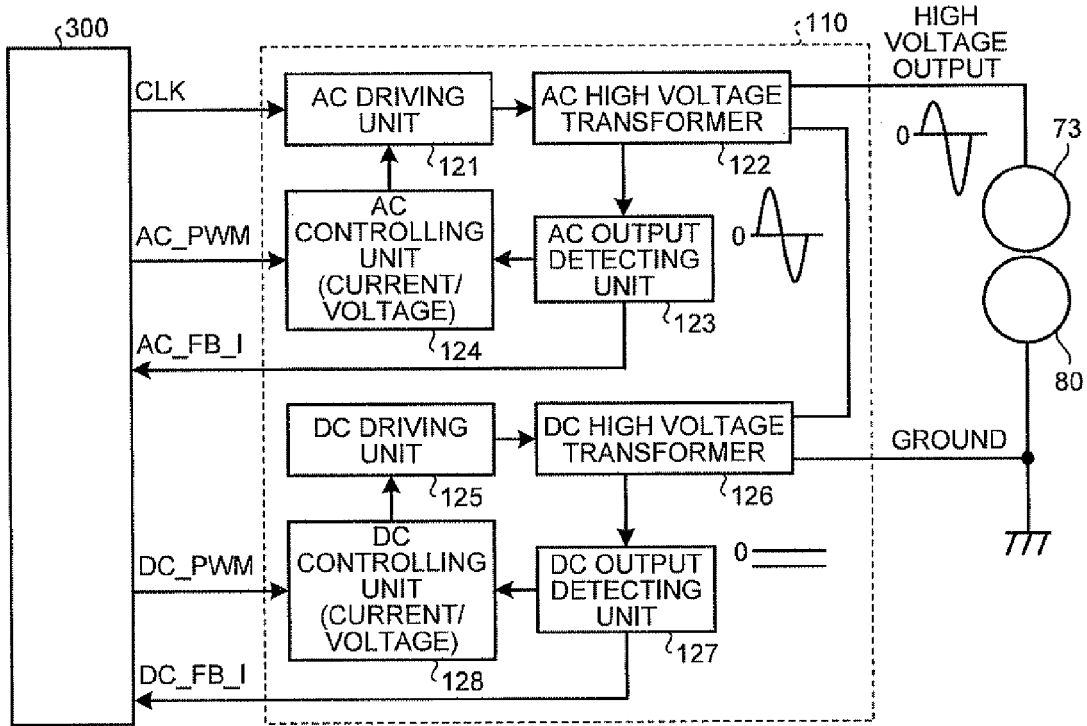 300
110
HIGH
VOLTAGE
OUTPUT
CLK
AC DRIVING
UNIT
121
AC HIGH VOLTAGE
TRANSFORMER
122
0
73
AC_PWM
AC
CONTROLLING
UNIT
(CURRENT/
VOLTAGE)
124
AC OUTPUT
DETECTING
UNIT
123
0
80
AC_FB_I
DC DRIVING
UNIT
125
DC HIGH VOLTAGE
TRANSFORMER
126
GROUND
DC_PWM
DC
CONTROLLING
UNIT
(CURRENT/
VOLTAGE)
128
DC OUTPUT
DETECTING
UNIT
127
0
DC_FB_I